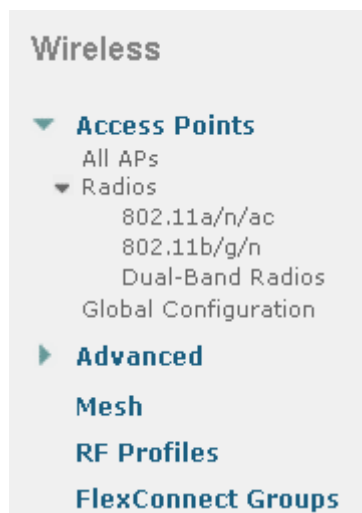 Wireless
Access Points
All APs
Radios
802.11a/n/ac
802.11b/g/n
Dual-Band Radios
Global Configuration
Advanced
Mesh
RF Profiles
FlexConnect Groups